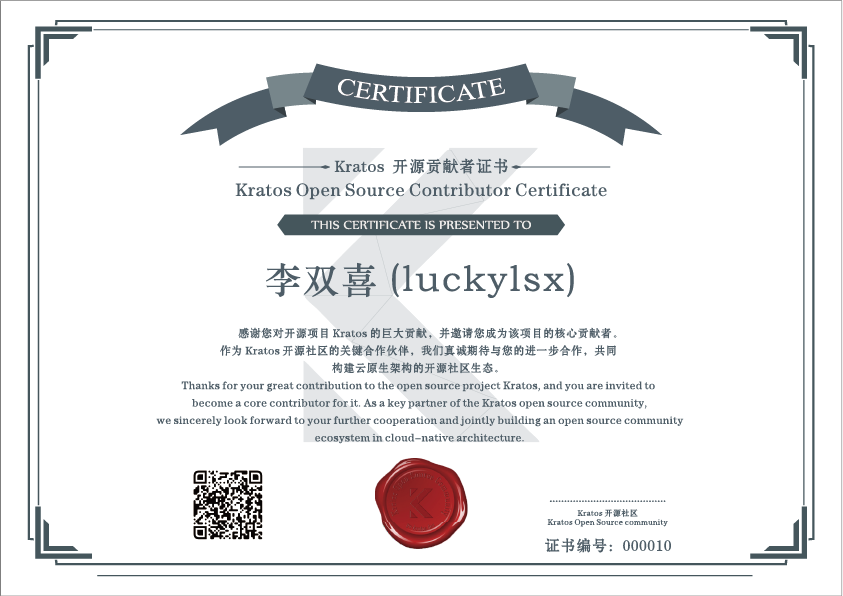 CERTIFICATE
Kratos 开源贡献者证书
Kratos Open Source Contributor Certificate
THIS CERTIFICATE IS PRESENTED TO
李双喜 (luckylsx)
感谢您对开源项目 Kratos 的巨大贡献，并邀请您成为该项目的核心贡献者。
作为 Kratos 开源社区的关键合作伙伴，我们真诚期待与您的进一步合作，共同
构建云原生架构的开源社区生态。
Thanks for your great contribution to the open source project Kratos, and you are invited to
become a core contributor for it. As a key partner of the Kratos open source community,
we sincerely look forward to your further cooperation and jointly building an open source community
ecosystem in cloud-native architecture.
Kratos 开源社区
Kratos Open Source community
证书编号：000010